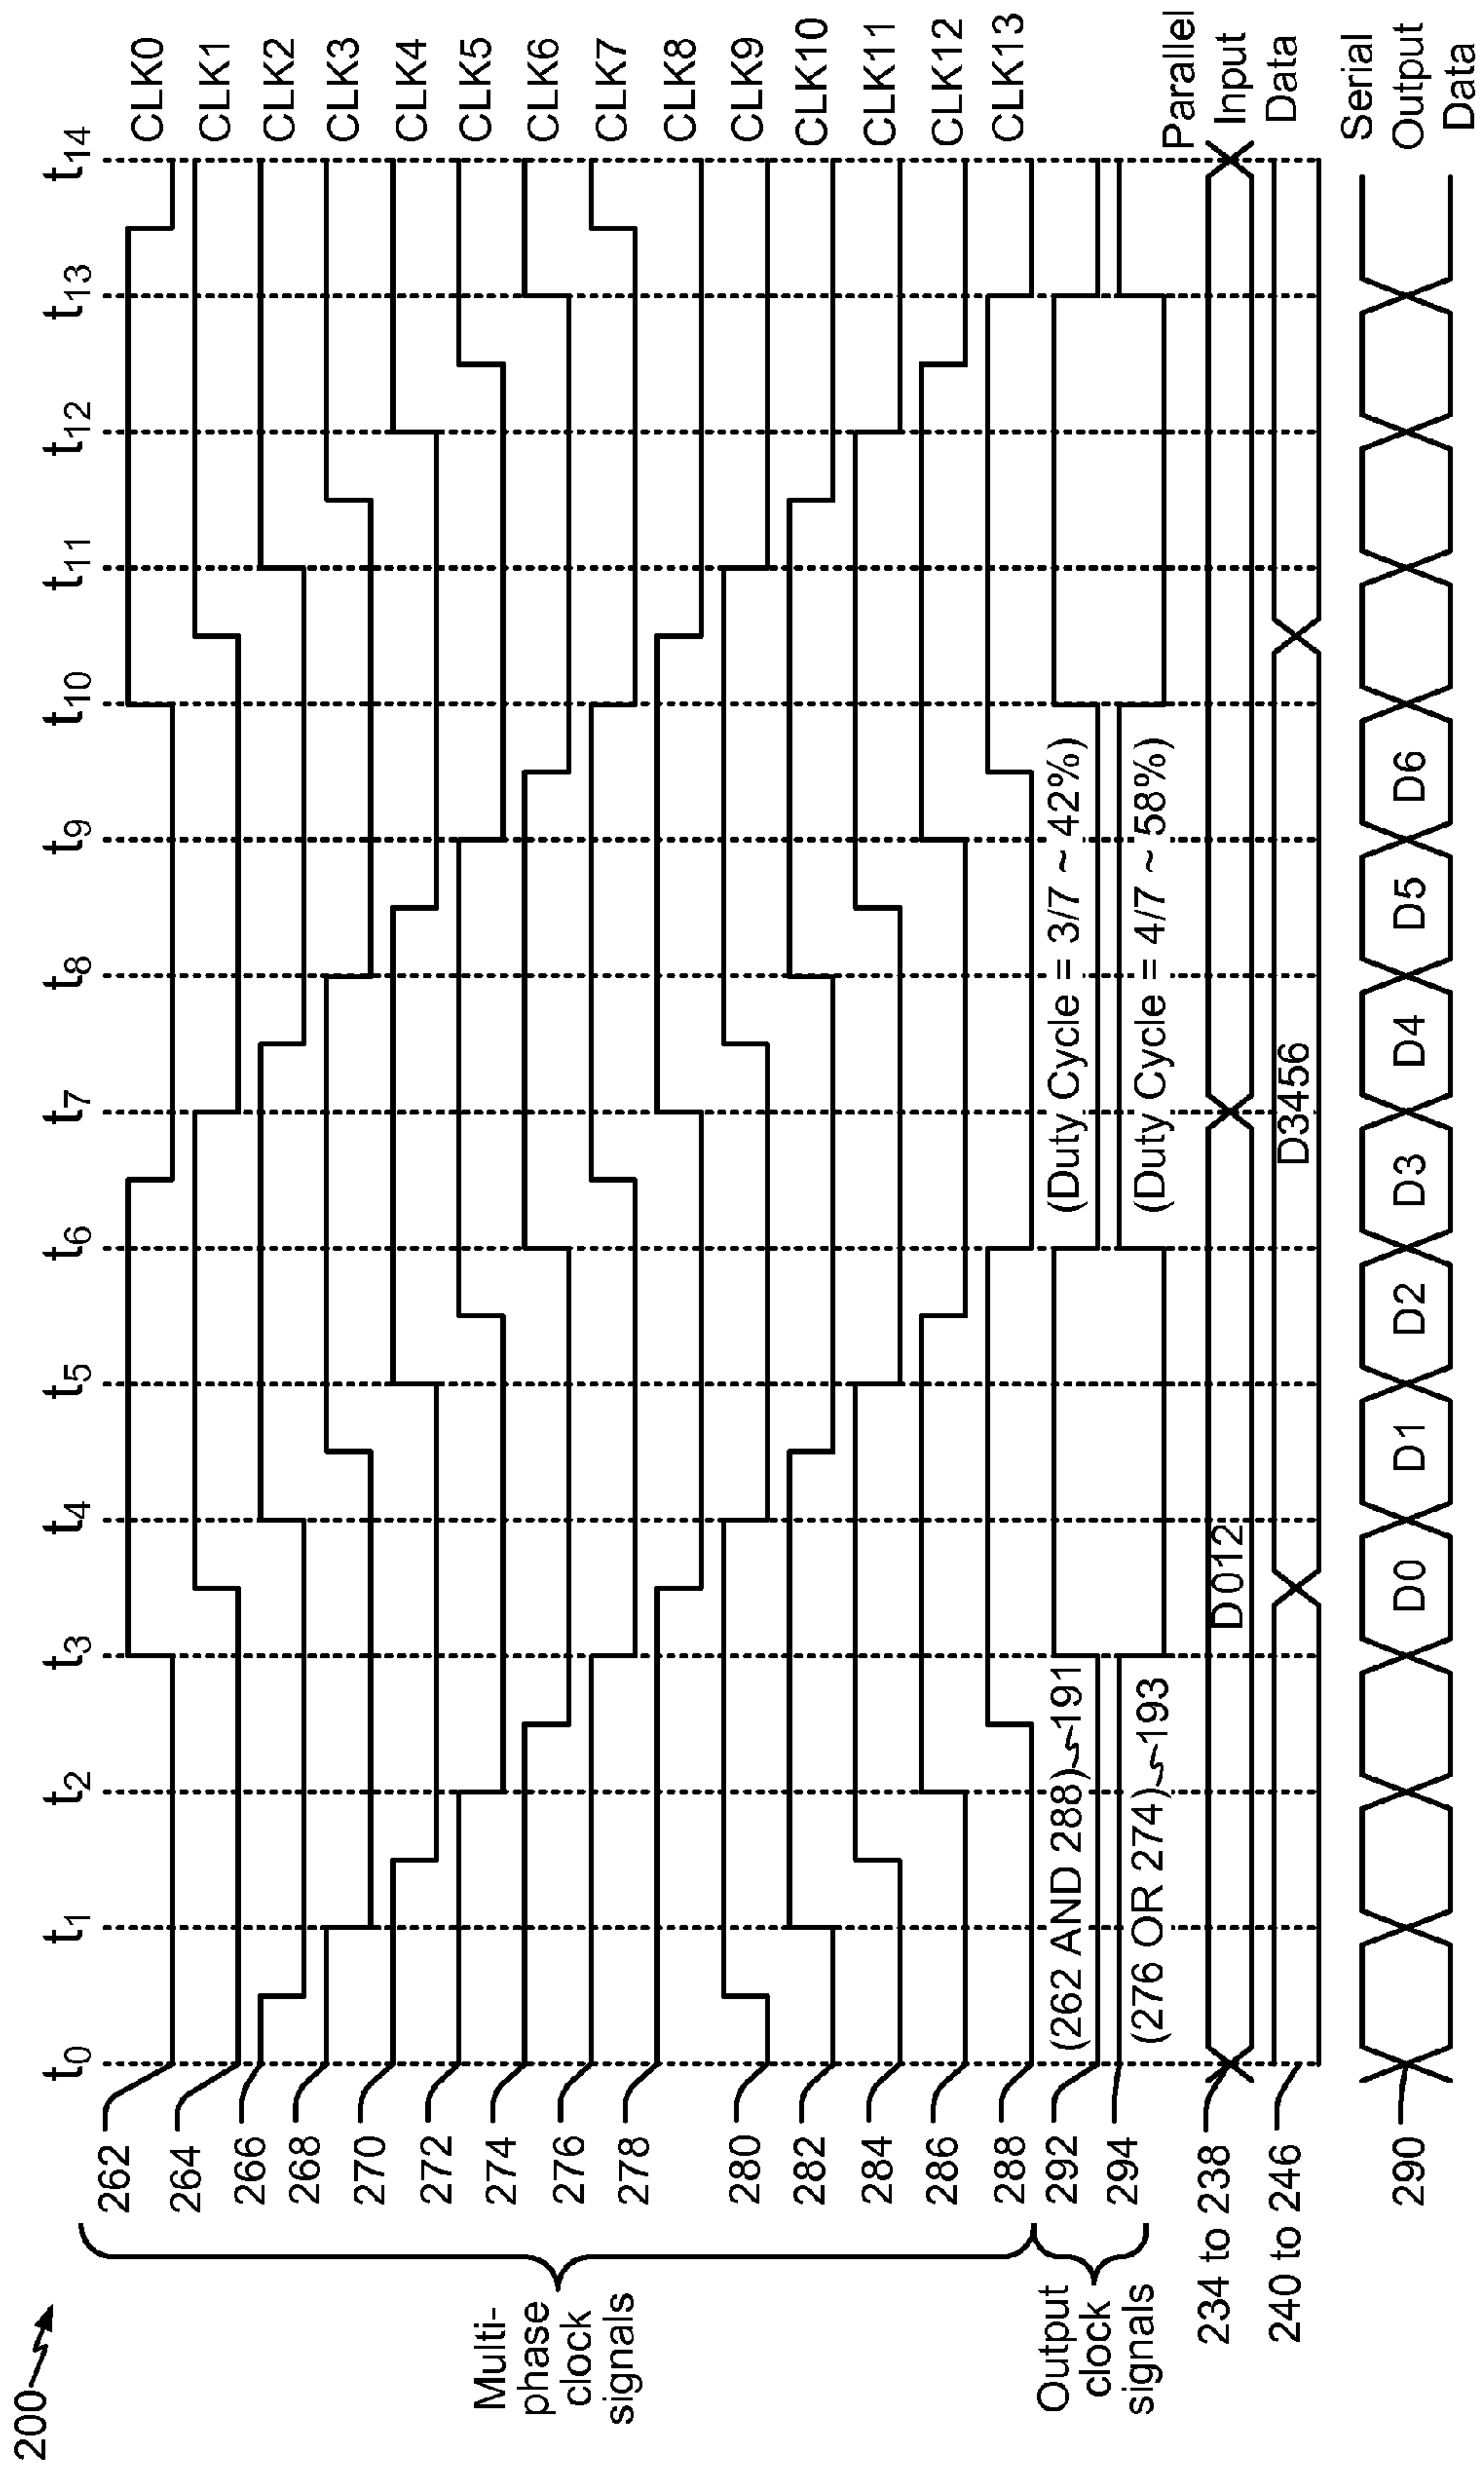 200
t0 t1 t2 t3 t4 t5 t6 t7 t8 t9 t10 t11 t12 t13 t14
Multi-
phase
clock
signals
262 CLK0
264 CLK1
266 CLK2
268 CLK3
270 CLK4
272 CLK5
274 CLK6
276 CLK7
278 CLK8
280 CLK9
282 CLK10
284 CLK11
286 CLK12
288 CLK13
Output
clock
signals
292 (262 AND 288) 191 (Duty Cycle = 3/7 ~ 42%)
294 (276 OR 274) 193 (Duty Cycle = 4/7 ~ 58%)
234 to 238 D012
240 to 246 D3456
Parallel
Input
Data
290 D0 D1 D2 D3 D4 D5 D6
Serial
Output
Data